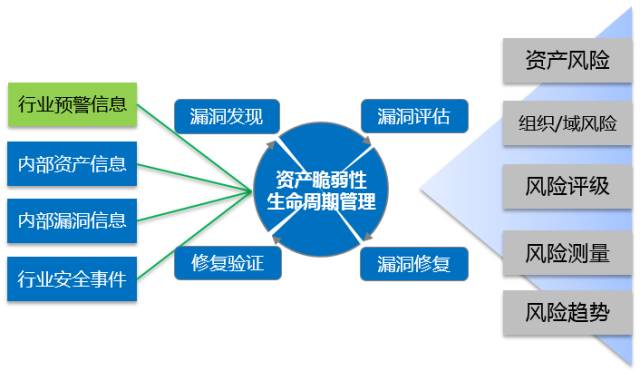 行业预警信息
内部资产信息
内部漏洞信息
行业安全事件
漏洞发现
漏洞评估
资产脆弱性
生命周期管理
修复验证
漏洞修复
资产风险
组织/域风险
风险评级
风险测量
风险趋势